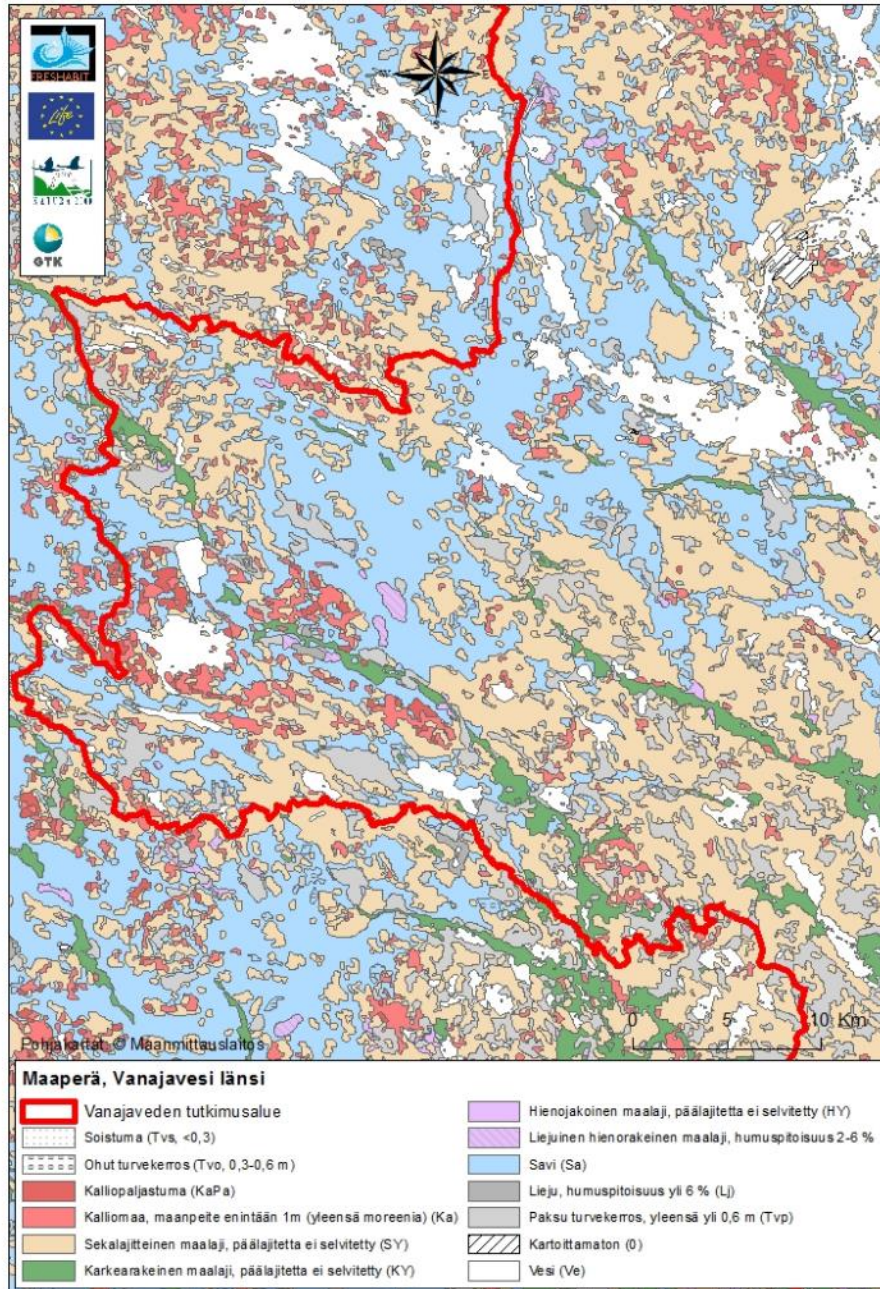 FRESHABIT
Life
NATURA 2000
GTK
N
E
0 5 10 Km
Pohjakartat: © Maanmittauslaitos
Maaperä, Vanajavesi länsi
Vanajaveden tutkimusalue
Soistuma (Tvs, <0,3)
Ohut turvekerros (Tvo, 0,3-0,6 m)
Kalliopaljastuma (KaPa)
Kalliomaa, maanpeite enintään 1m (yleensä moreenia) (Ka)
Sekalajitteinen maalaji, päälajitetta ei selvitetty (SY)
Karkearakeinen maalaji, päälajitetta ei selvitetty (KY)
Hienojakoinen maalaji, päälajitetta ei selvitetty (HY)
Liejuinen hienorakeinen maalaji, humuspitoisuus 2-6 %
Savi (Sa)
Lieju, humuspitoisuus yli 6 % (Lj)
Paksu turvekerros, yleensä yli 0,6 m (Tvp)
Kartoittamaton (0)
Vesi (Ve)